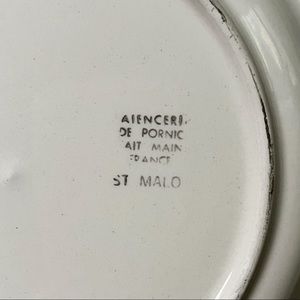 AIENCERI
DE PORNIC
AIT MAIN
FRANCE
ST MALO